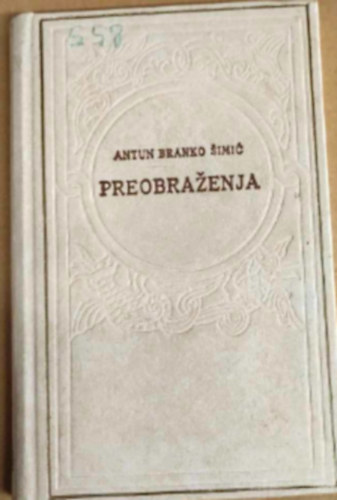 558
ANTUN BRANKO ŠIMIĆ
PREOBRAŽENJA